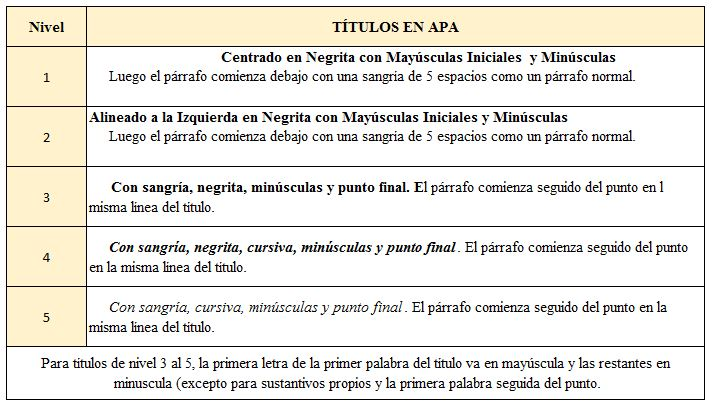 Nivel TÍTULOS EN APA
1 Centrado en Negrita con Mayúsculas Iniciales y Minúsculas
Luego el párrafo comienza debajo con una sangria de 5 espacios como un párrafo normal.
2 Alineado a la Izquierda en Negrita con Mayúsculas Iniciales y Minúsculas
Luego el párrafo comienza debajo con una sangria de 5 espacios como un párrafo normal.
3 Con sangría, negrita, minúsculas y punto final. El párrafo comienza seguido del punto en l
misma linea del titulo.
4 Con sangría, negrita, cursiva, minúsculas y punto final. El párrafo comienza seguido del punto
en la misma linea del titulo.
5 Con sangría, cursiva, minúsculas y punto final. El párrafo comienza seguido del punto en la
misma linea del titulo.
Para titulos de nivel 3 al 5, la primera letra de la primer palabra del titulo va en mayúscula y las restantes en
minuscula (excepto para sustantivos propios y la primera palabra seguida del punto.